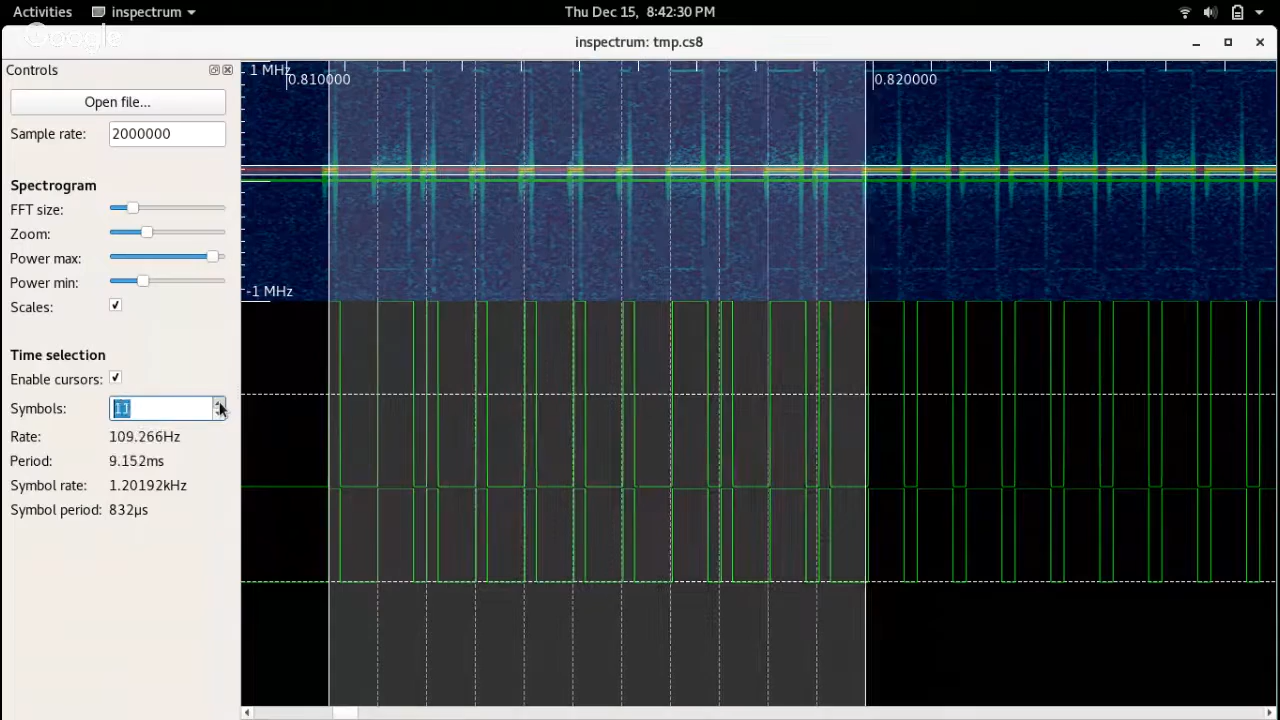 Activities inspectrum Thu Dec 15, 8:42:30 PM
Google
inspectrum: tmp.cs8
Controls
Open file...
Sample rate: 2000000
Spectrogram
FFT size:
Zoom:
Power max:
Power min:
Scales:
Time selection
Enable cursors:
Symbols: 11
Rate: 109.266Hz
Period: 9.152ms
Symbol rate: 1.20192kHz
Symbol period: 832µs
1 MHz
0.810000 0.820000
-1 MHz